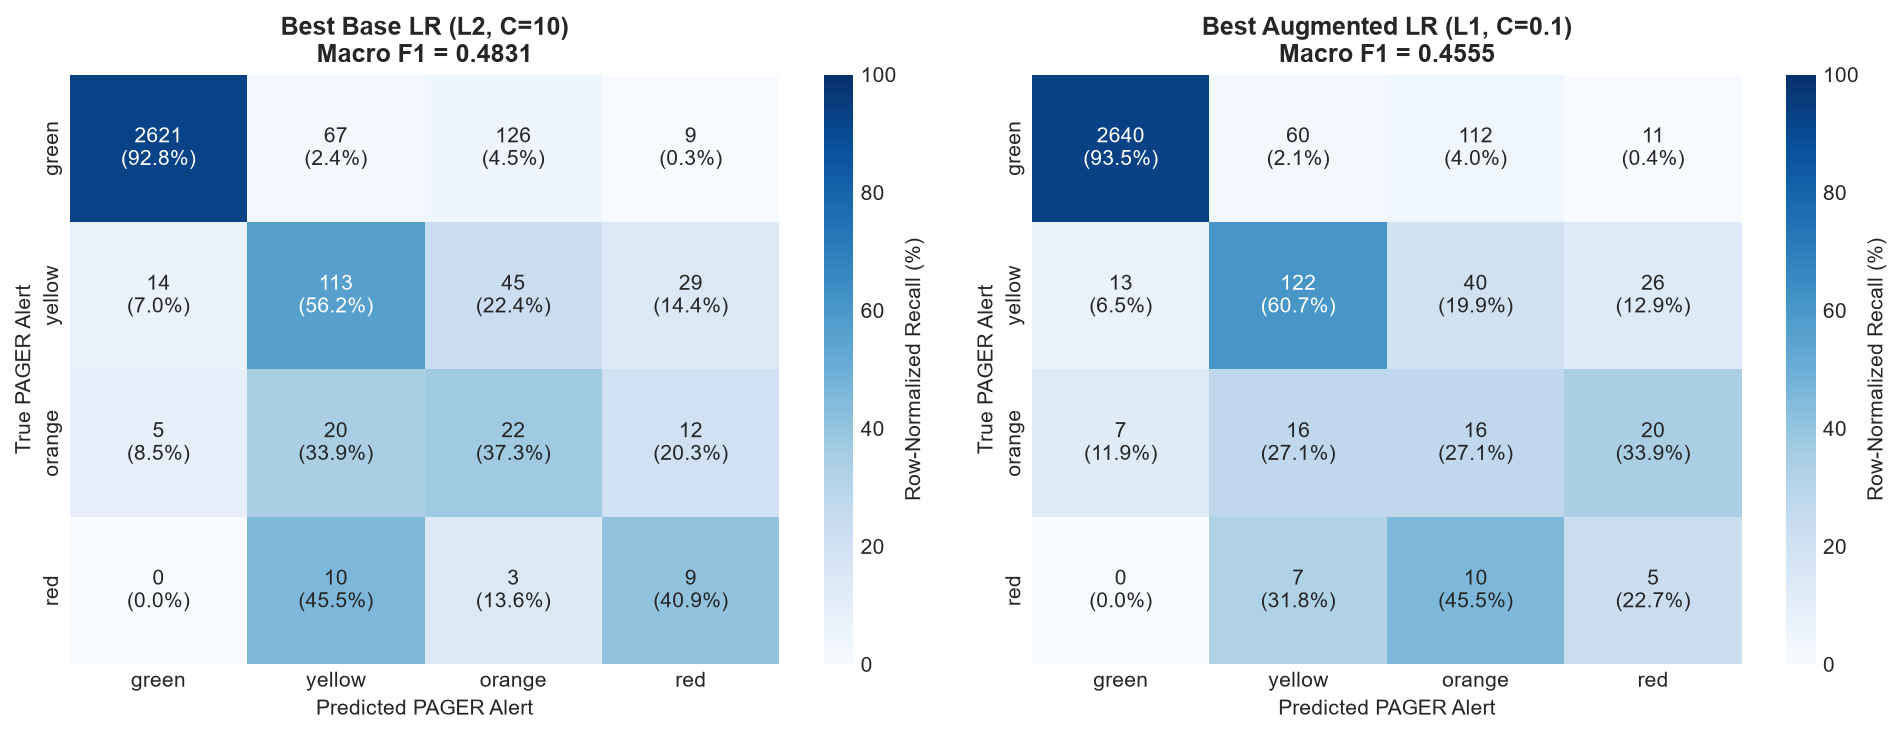 Best Base LR (L2, C=10)
Macro F1 = 0.4831
True PAGER Alert
green
yellow
orange
red
2621
(92.8%)
67
(2.4%)
126
(4.5%)
9
(0.3%)
14
(7.0%)
113
(56.2%)
45
(22.4%)
29
(14.4%)
5
(8.5%)
20
(33.9%)
22
(37.3%)
12
(20.3%)
0
(0.0%)
10
(45.5%)
3
(13.6%)
9
(40.9%)
green
yellow
orange
red
Predicted PAGER Alert
100
80
60
40
20
0
Row-Normalized Recall (%)
Best Augmented LR (L1, C=0.1)
Macro F1 = 0.4555
True PAGER Alert
green
yellow
orange
red
2640
(93.5%)
60
(2.1%)
112
(4.0%)
11
(0.4%)
13
(6.5%)
122
(60.7%)
40
(19.9%)
26
(12.9%)
7
(11.9%)
16
(27.1%)
16
(27.1%)
20
(33.9%)
0
(0.0%)
7
(31.8%)
10
(45.5%)
5
(22.7%)
green
yellow
orange
red
Predicted PAGER Alert
100
80
60
40
20
0
Row-Normalized Recall (%)